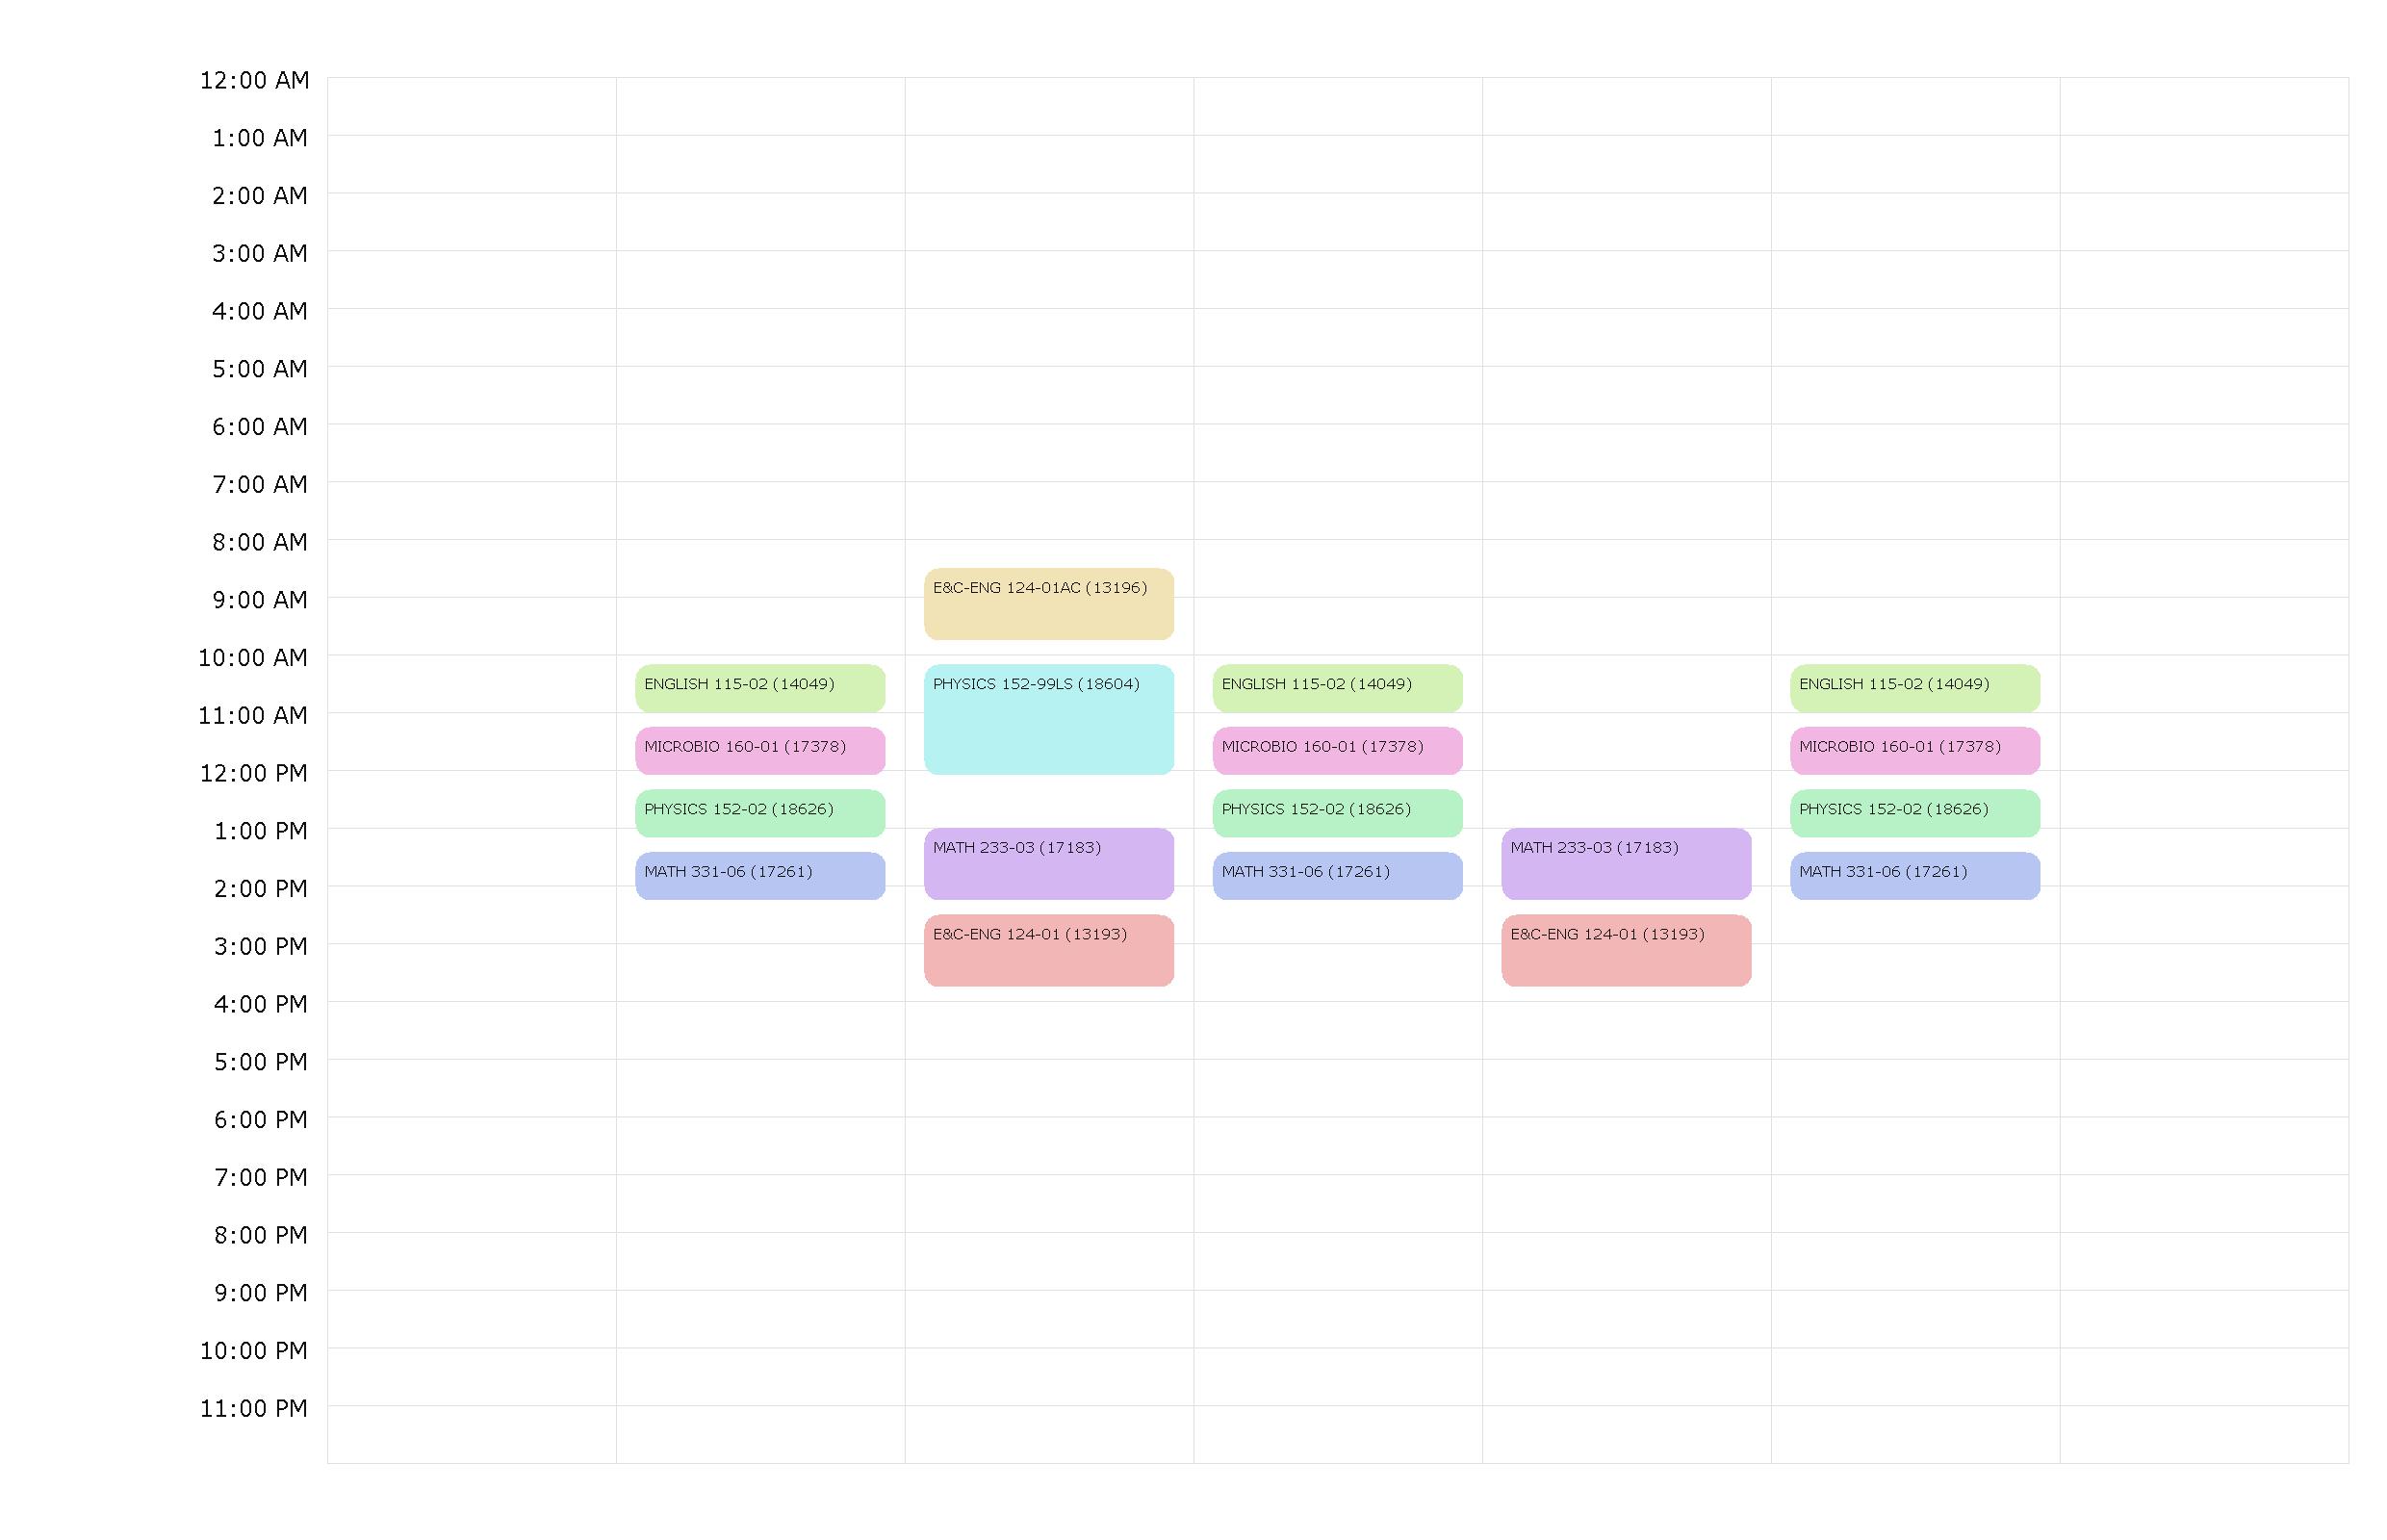 12:00 AM
1:00 AM
2:00 AM
3:00 AM
4:00 AM
5:00 AM
6:00 AM
7:00 AM
8:00 AM
E&C-ENG 124-01AC (13196)
9:00 AM
10:00 AM
ENGLISH 115-02 (14049) PHYSICS 152-99LS (18604) ENGLISH 115-02 (14049) ENGLISH 115-02 (14049)
11:00 AM
MICROBIO 160-01 (17378) MICROBIO 160-01 (17378) MICROBIO 160-01 (17378)
12:00 PM
PHYSICS 152-02 (18626) PHYSICS 152-02 (18626) PHYSICS 152-02 (18626)
1:00 PM
MATH 233-03 (17183) MATH 233-03 (17183)
MATH 331-06 (17261) MATH 331-06 (17261) MATH 331-06 (17261)
2:00 PM
E&C-ENG 124-01 (13193) E&C-ENG 124-01 (13193)
3:00 PM
4:00 PM
5:00 PM
6:00 PM
7:00 PM
8:00 PM
9:00 PM
10:00 PM
11:00 PM